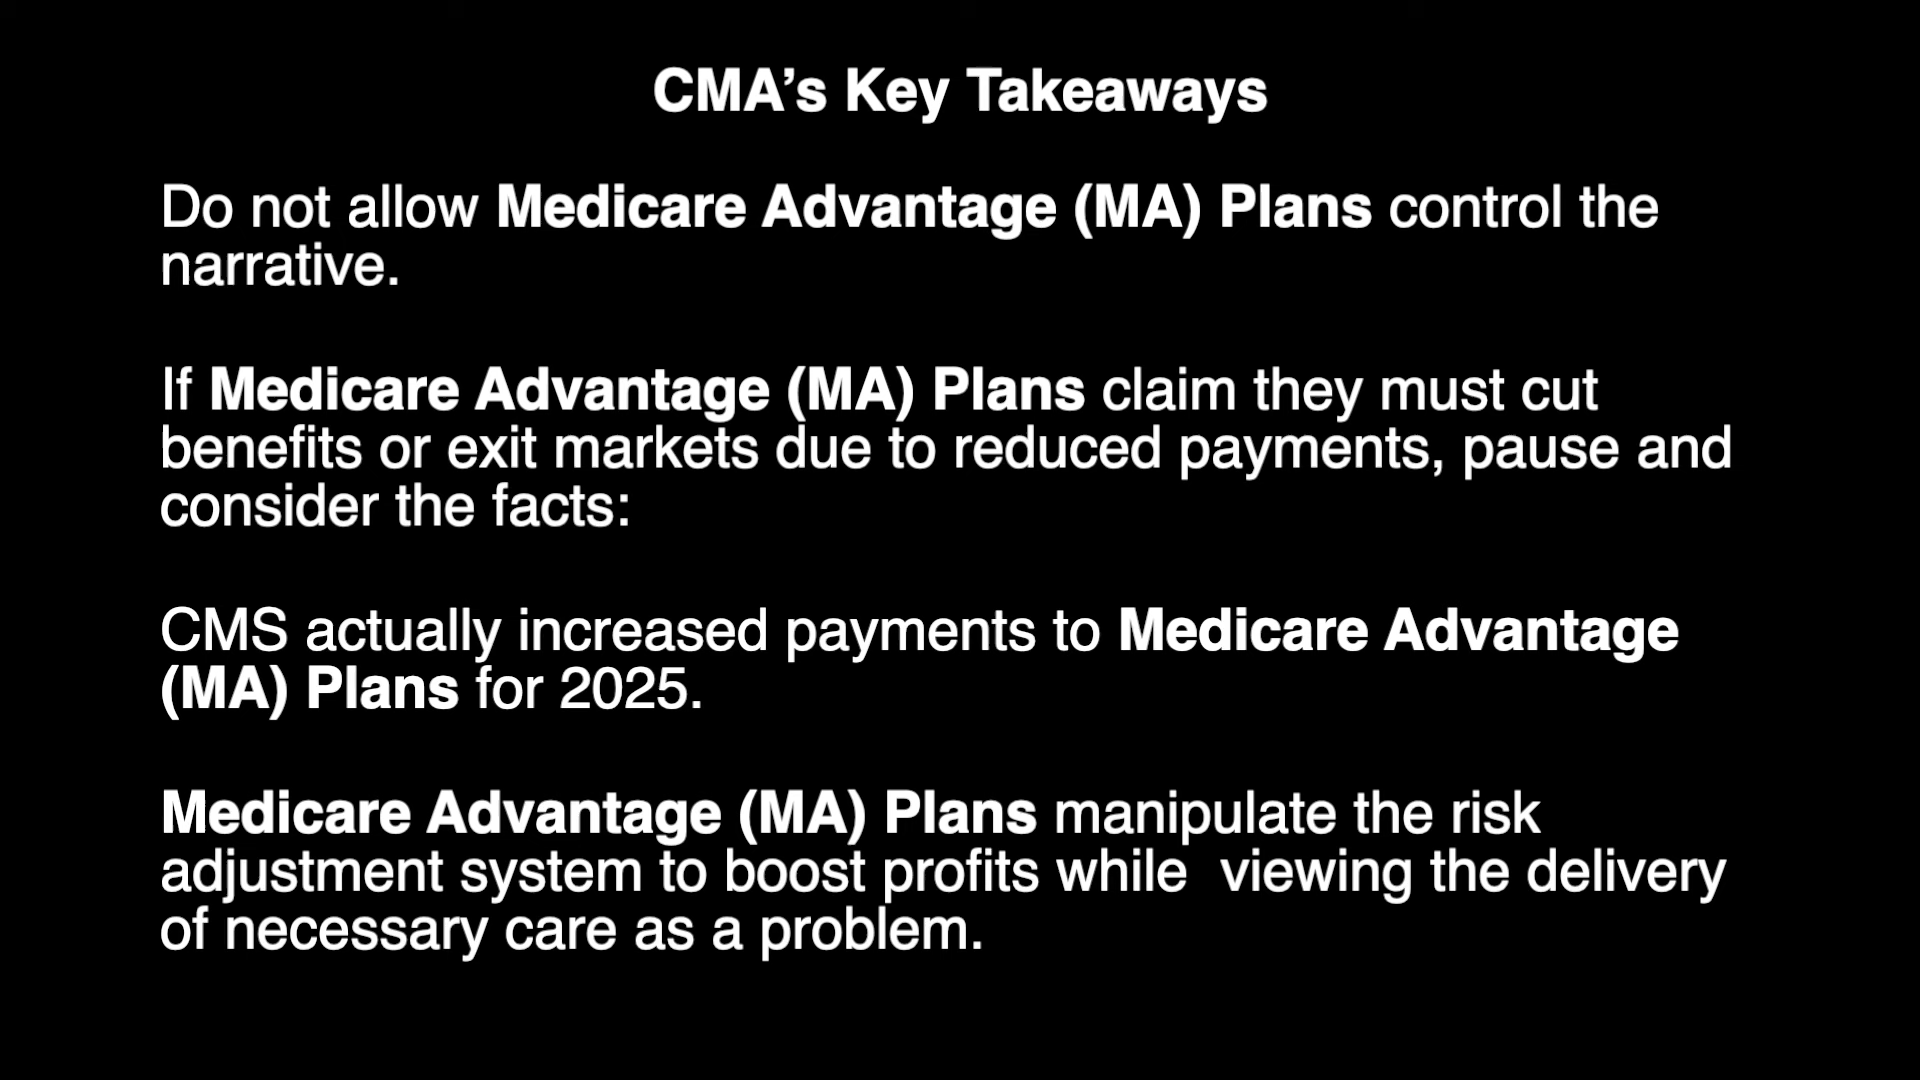 CMA’s Key Takeaways
Do not allow Medicare Advantage (MA) Plans control the
narrative.
If Medicare Advantage (MA) Plans claim they must cut
benefits or exit markets due to reduced payments, pause and
consider the facts:
CMS actually increased payments to Medicare Advantage
(MA) Plans for 2025.
Medicare Advantage (MA) Plans manipulate the risk
adjustment system to boost profits while  viewing the delivery
of necessary care as a problem.